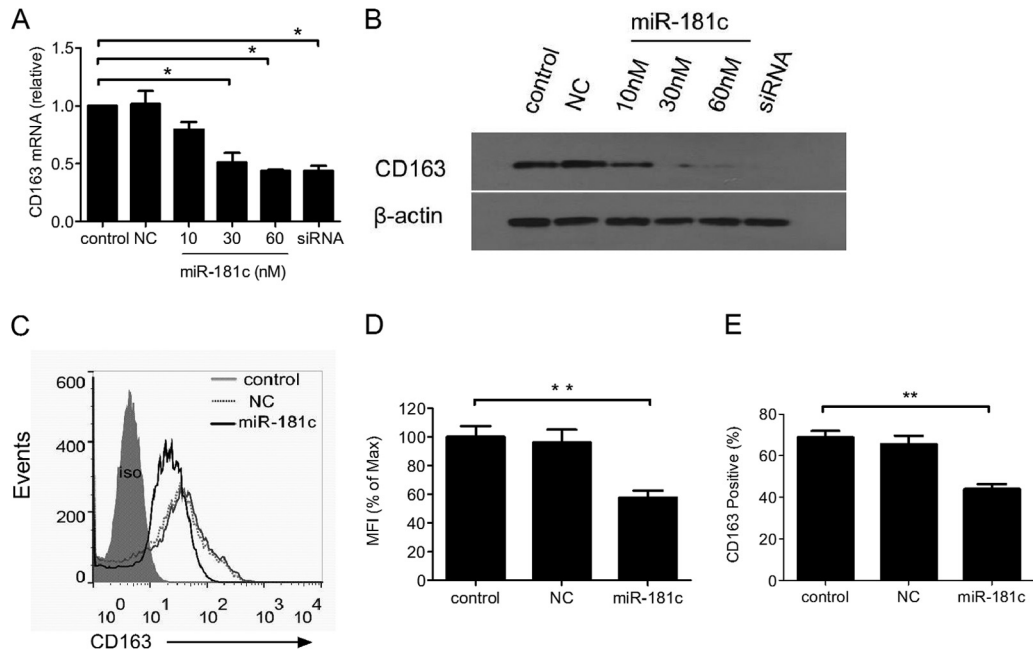 A
CD163 mRNA (relative)
1.5
1.0
0.5
0.0
*
*
*
control NC 10 30 60 siRNA
miR-181c (nM)
B
miR-181c
control NC 10nM 30nM 60nM siRNA
CD163
β-actin
C
Events
600
400
200
0
control
NC
miR-181c
iso
10 0 10 1 10 2 10 3 10 4
CD163
D
MFI (% of Max)
120
100
80
60
40
20
0
* *
control NC miR-181c
E
CD163 Positive (%)
80
60
40
20
0
**
control NC miR-181c